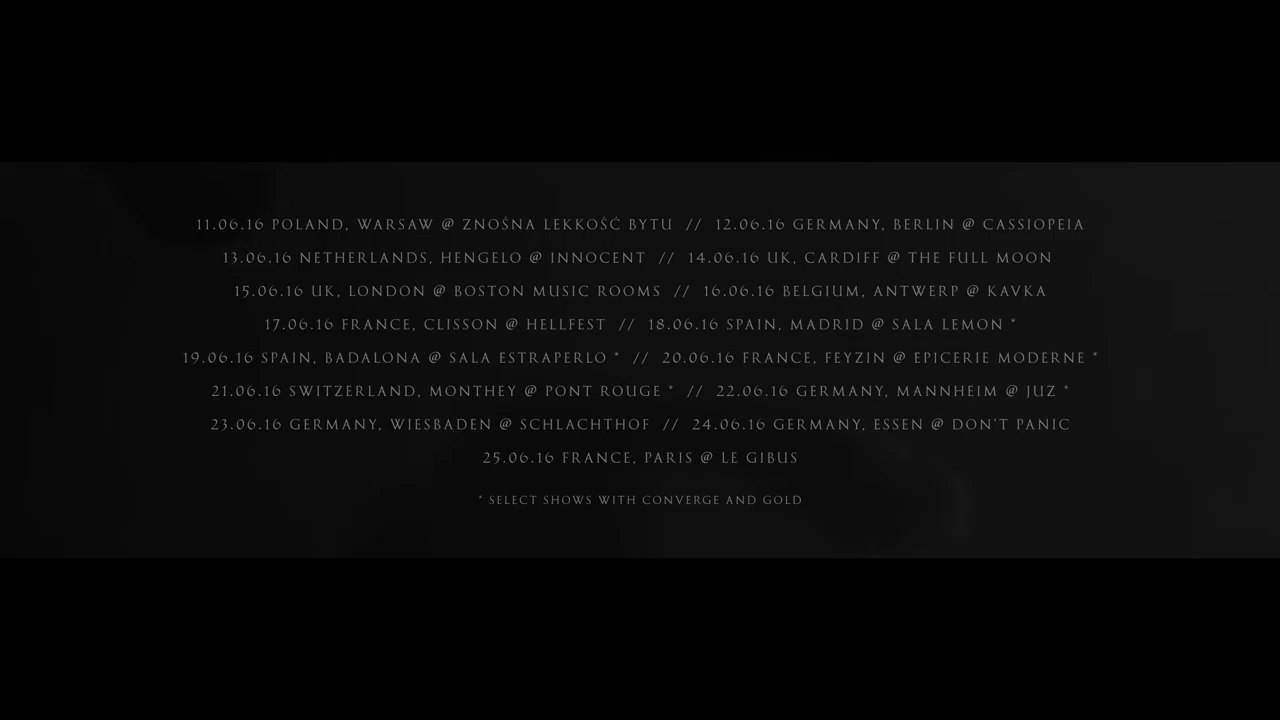 11.06.16 POLAND, WARSAW @ ZNOŚNA LEKKOŚĆ BYTU // 12.06.16 GERMANY, BERLIN @ CASSIOPEIA
13.06.16 NETHERLANDS, HENGELO @ INNOCENT // 14.06.16 UK, CARDIFF @ THE FULL MOON
15.06.16 UK, LONDON @ BOSTON MUSIC ROOMS // 16.06.16 BELGIUM, ANTWERP @ KAVKA
17.06.16 FRANCE, CLISSON @ HELLFEST // 18.06.16 SPAIN, MADRID @ SALA LEMON *
19.06.16 SPAIN, BADALONA @ SALA ESTRAPERLO * // 20.06.16 FRANCE, FEYZIN @ EPICERIE MODERNE *
21.06.16 SWITZERLAND, MONTHEY @ PONT ROUGE * // 22.06.16 GERMANY, MANNHEIM @ JUZ *
23.06.16 GERMANY, WIESBADEN @ SCHLACHTHOF // 24.06.16 GERMANY, ESSEN @ DON'T PANIC
25.06.16 FRANCE, PARIS @ LE GIBUS
* SELECT SHOWS WITH CONVERGE AND GOLD